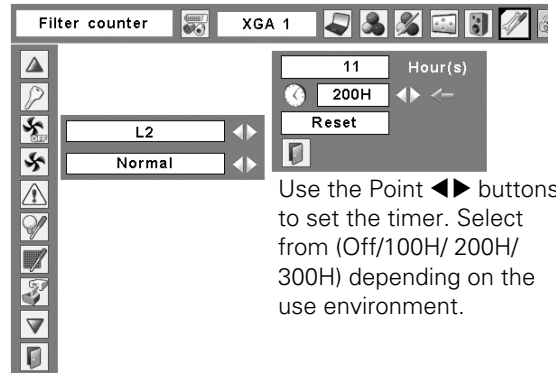 Filter counter
XGA 1
11 Hour(s)
200H
Reset
OFF
L2
Normal
Use the Point ◀▶ buttons
to set the timer. Select
from (Off/100H/ 200H/
300H) depending on the
use environment.